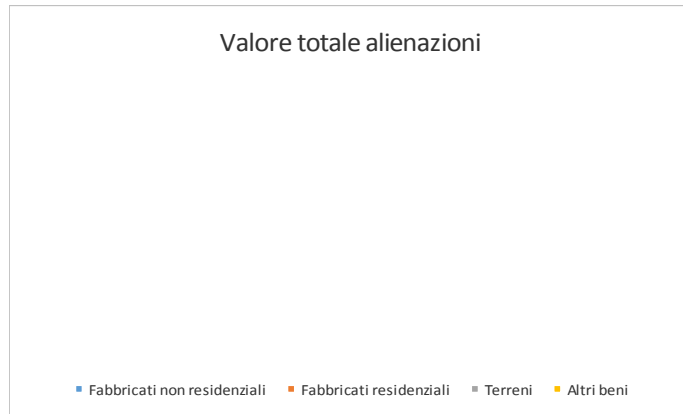 Valore totale alienazioni
Fabbricati non residenziali Fabbricati residenziali Terreni Altri beni